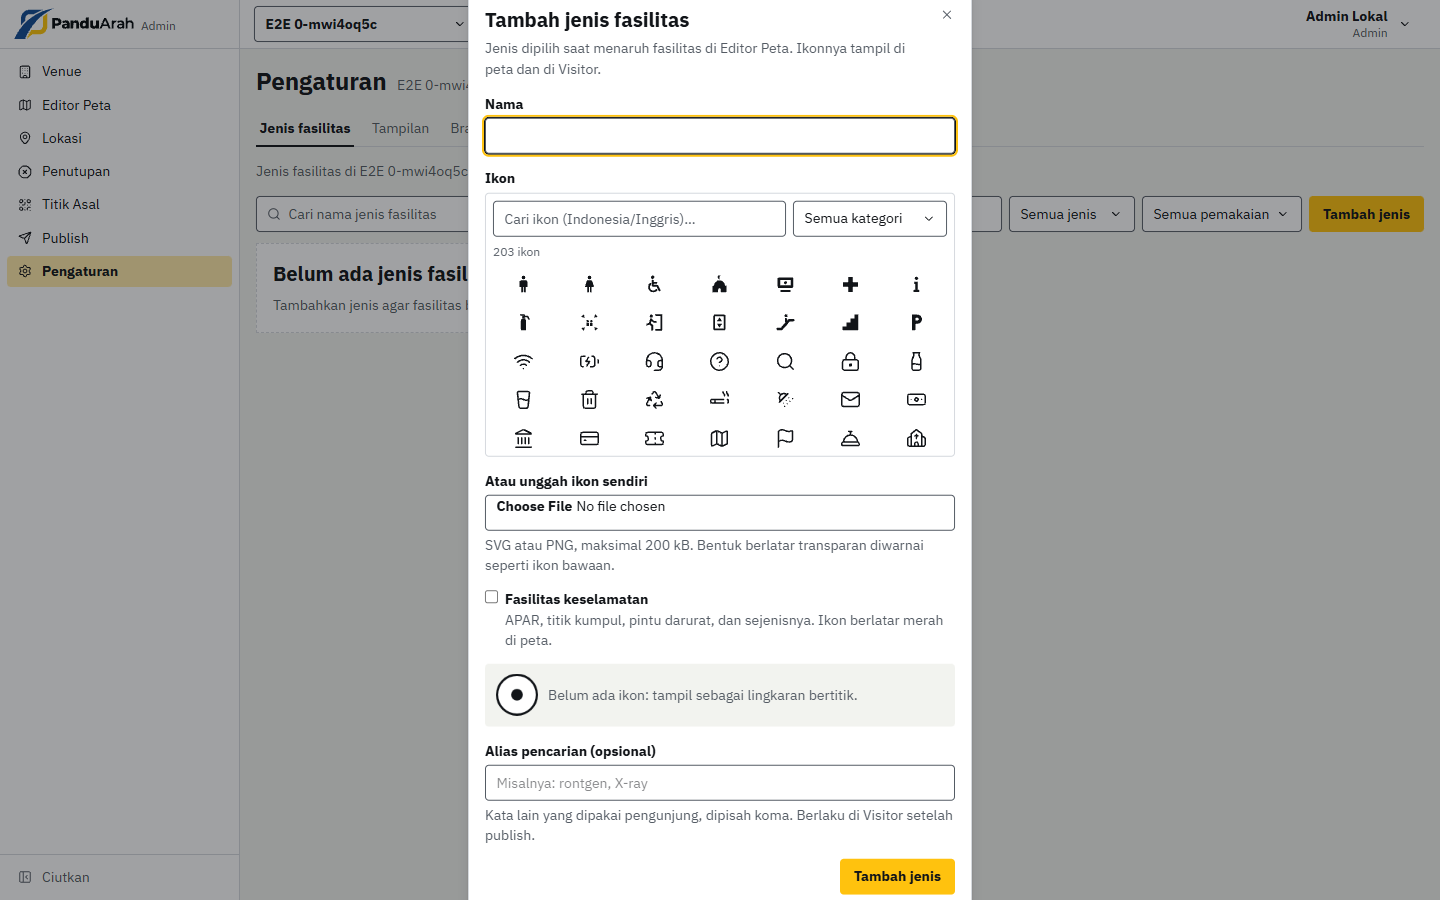 PanduArah Admin
E2E 0-mwi4oq5c
Admin Lokal
Admin
Venue
Editor Peta
Lokasi
Penutupan
Titik Asal
Publish
Pengaturan
Ciutkan
Pengaturan E2E 0-mwi4
Jenis fasilitas
Tampilan
Bra
Jenis fasilitas di E2E 0-mwi4oq5c
Cari nama jenis fasilitas
Semua jenis
Semua pemakaian
Tambah jenis
Belum ada jenis fasil
Tambahkan jenis agar fasilitas b
Tambah jenis fasilitas
Jenis dipilih saat menaruh fasilitas di Editor Peta. Ikonnya tampil di
peta dan di Visitor.
Nama
Ikon
Cari ikon (Indonesia/Inggris)...
Semua kategori
203 ikon
Atau unggah ikon sendiri
Choose File No file chosen
SVG atau PNG, maksimal 200 kB. Bentuk berlatar transparan diwarnai
seperti ikon bawaan.
Fasilitas keselamatan
APAR, titik kumpul, pintu darurat, dan sejenisnya. Ikon berlatar merah
di peta.
Belum ada ikon: tampil sebagai lingkaran bertitik.
Alias pencarian (opsional)
Misalnya: rontgen, X-ray
Kata lain yang dipakai pengunjung, dipisah koma. Berlaku di Visitor setelah
publish.
Tambah jenis